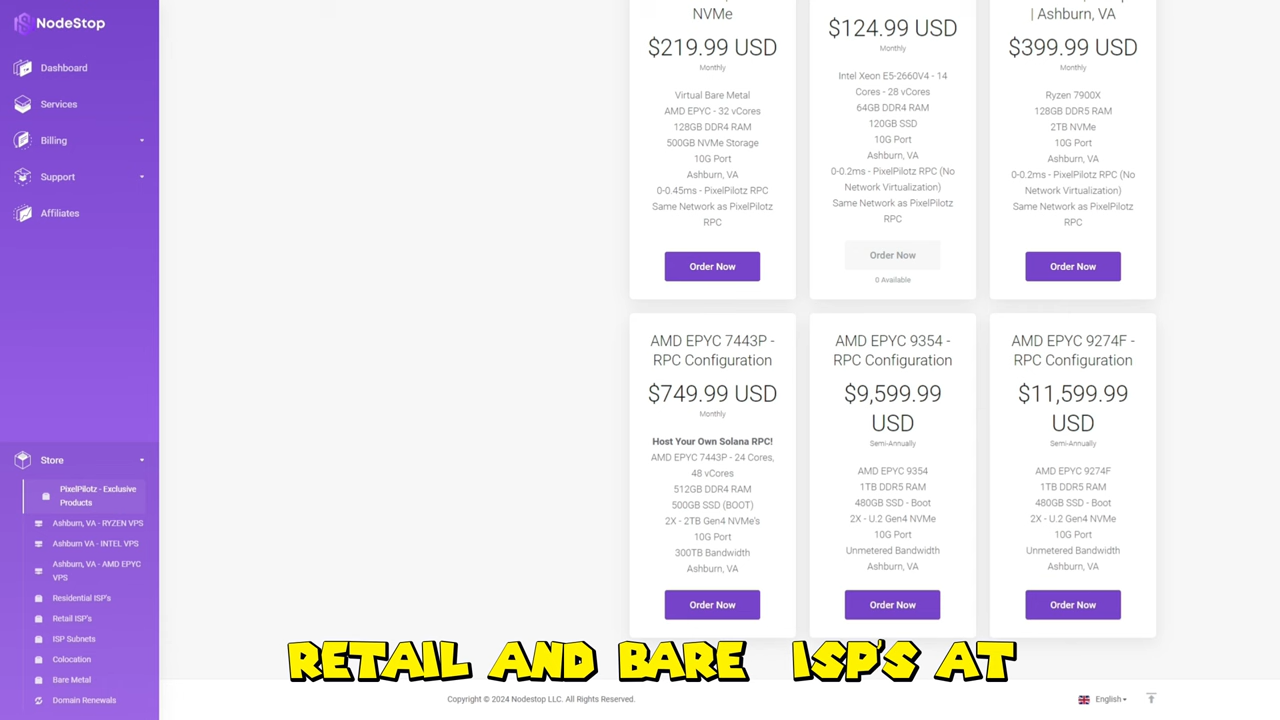 NodeStop
Dashboard
Services
Billing
Support
Affiliates
Store
PixelPilotz - Exclusive
Products
Ashburn, VA - RYZEN VPS
Ashburn VA - INTEL VPS
Ashburn, VA - AMD EPYC
VPS
Residential ISP's
Retail ISP's
ISP Subnets
Colocation
Bare Metal
Domain Renewals
NVMe
$219.99 USD
Monthly
Virtual Bare Metal
AMD EPYC - 32 vCores
128GB DDR4 RAM
500GB NVMe Storage
10G Port
Ashburn, VA
0-0.45ms - PixelPilotz RPC
Same Network as PixelPilotz
RPC
Order Now
$124.99 USD
Monthly
Intel Xeon E5-2660V4 - 14
Cores - 28 vCores
64GB DDR4 RAM
120GB SSD
10G Port
Ashburn, VA
0-0.2ms - PixelPilotz RPC (No
Network Virtualization)
Same Network as PixelPilotz
RPC
Order Now
0 Available
| Ashburn, VA
$399.99 USD
Monthly
Ryzen 7900X
128GB DDR5 RAM
2TB NVMe
10G Port
Ashburn, VA
0-0.2ms - PixelPilotz RPC (No
Network Virtualization)
Same Network as PixelPilotz
RPC
Order Now
AMD EPYC 7443P -
RPC Configuration
$749.99 USD
Monthly
Host Your Own Solana RPC!
AMD EPYC 7443P - 24 Cores,
48 vCores
512GB DDR4 RAM
500GB SSD (BOOT)
2X - 2TB Gen4 NVMe's
10G Port
300TB Bandwidth
Ashburn, VA
Order Now
AMD EPYC 9354 -
RPC Configuration
$9,599.99
USD
Semi-Annually
AMD EPYC 9354
1TB DDR5 RAM
480GB SSD - Boot
2X - U.2 Gen4 NVMe
10G Port
Unmetered Bandwidth
Ashburn, VA
Order Now
AMD EPYC 9274F -
RPC Configuration
$11,599.99
USD
Semi-Annually
AMD EPYC 9274F
1TB DDR5 RAM
480GB SSD - Boot
2X - U.2 Gen4 NVMe
10G Port
Unmetered Bandwidth
Ashburn, VA
Order Now
RETAIL AND BARE ISP'S AT
Copyright © 2024 Nodestop LLC. All Rights Reserved.
English